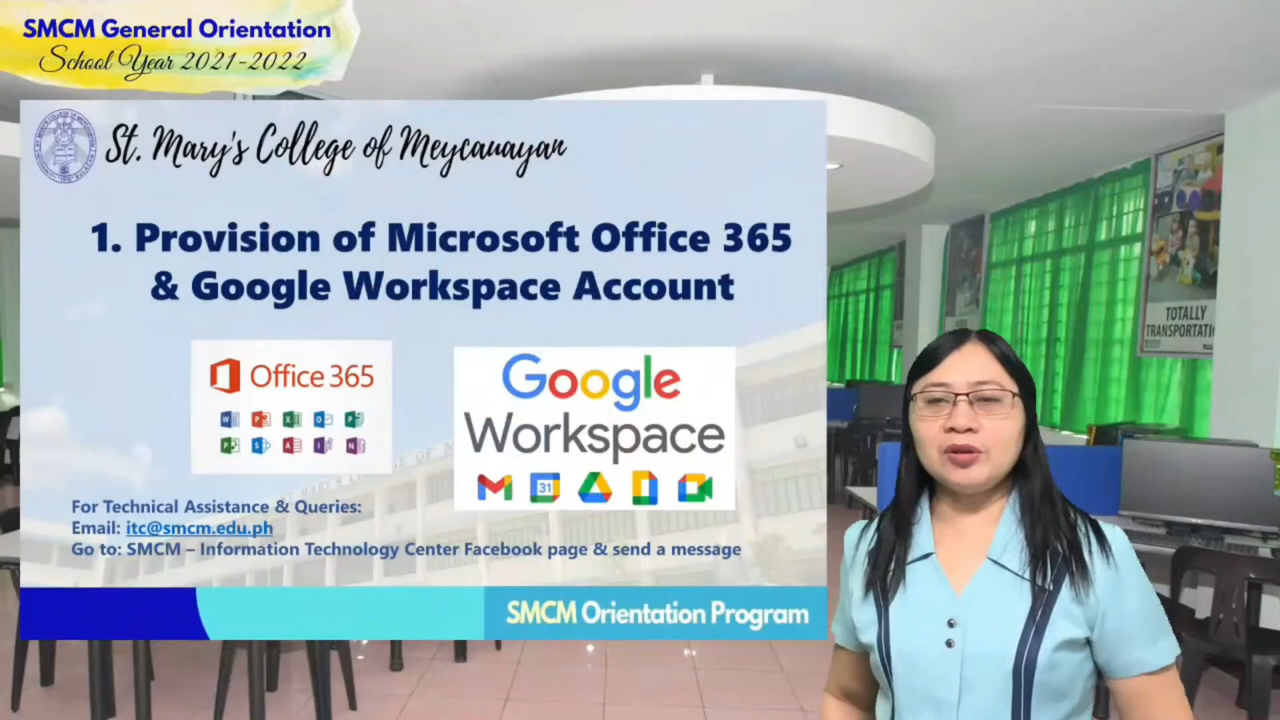 SMCM General Orientation
School Year 2021-2022
St. Mary's College of Meycauayan
1. Provision of Microsoft Office 365
& Google Workspace Account
Office 365
Google
Workspace
31
For Technical Assistance & Queries:
Email: itc@smcm.edu.ph
Go to: SMCM – Information Technology Center Facebook page & send a message
SMCM Orientation Program
TOTALLY